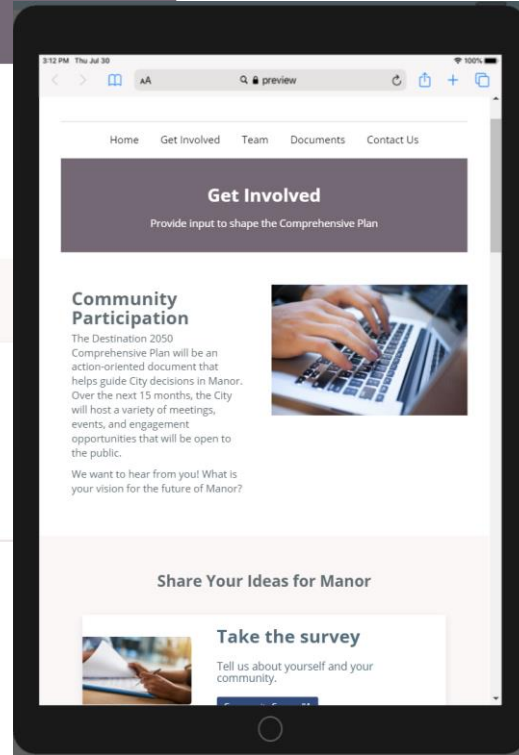 3:12 PM Thu Jul 30
100%
AA
preview
Home Get Involved Team Documents Contact Us
Get Involved
Provide input to shape the Comprehensive Plan
Community
Participation
The Destination 2050
Comprehensive Plan will be an
action-oriented document that
helps guide City decisions in Manor.
Over the next 15 months, the City
will host a variety of meetings,
events, and engagement
opportunities that will be open to
the public.
We want to hear from you! What is
your vision for the future of Manor?
Share Your Ideas for Manor
Take the survey
Tell us about yourself and your
community.